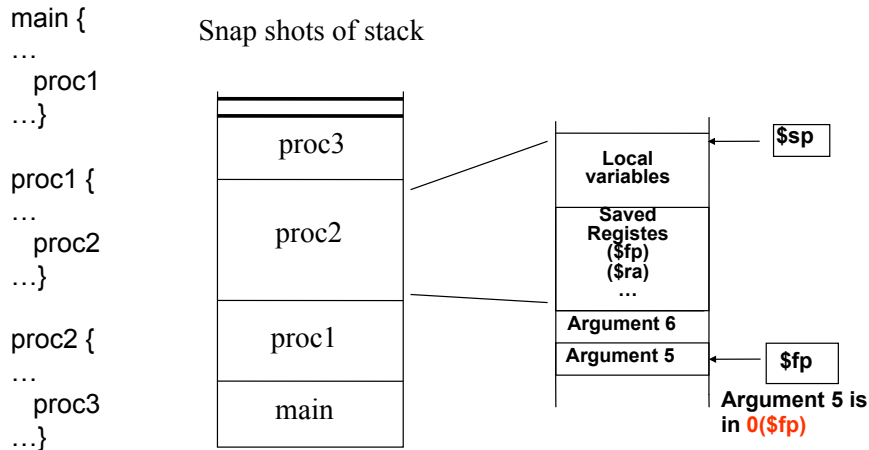 main {
…
proc1
…}
proc1 {
…
proc2
…}
proc2 {
…
proc3
…}
Snap shots of stack
proc3
proc2
proc1
main
Local
variables
Saved
Registes
($fp)
($ra)
…
Argument 6
Argument 5
$sp
$fp
Argument 5 is
in 0($fp)